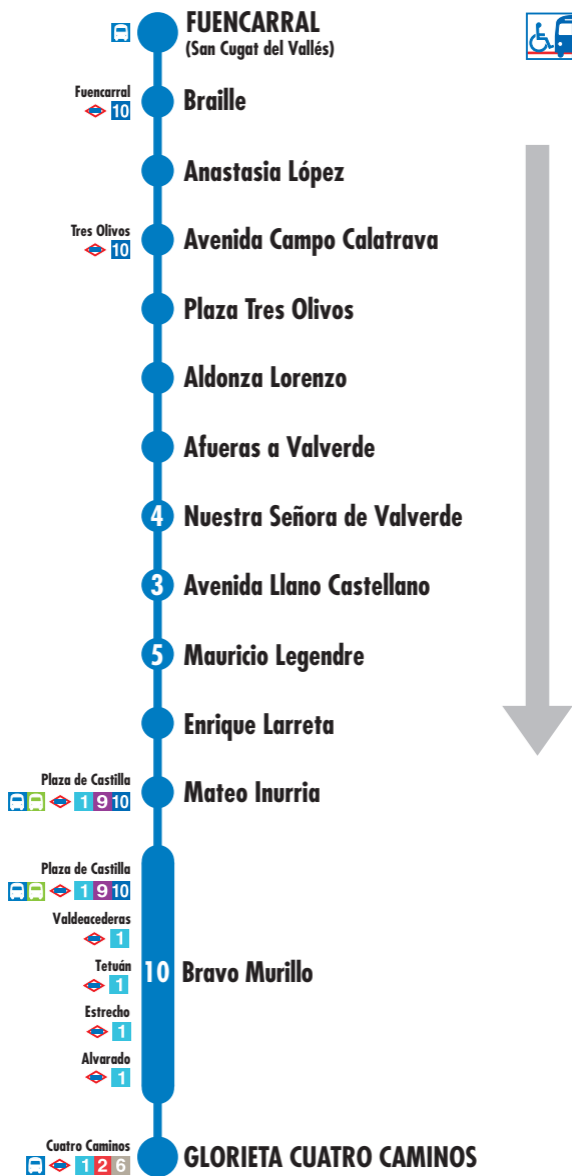 FUENCARRAL
(San Cugat del Vallés)
Fuencarral
10
Braille
Anastasia López
Tres Olivos
10
Avenida Campo Calatrava
Plaza Tres Olivos
Aldonza Lorenzo
Afueras a Valverde
4 Nuestra Señora de Valverde
3 Avenida Llano Castellano
5 Mauricio Legendre
Enrique Larreta
Plaza de Castilla
1 9 10
Mateo Inurria
Plaza de Castilla
1 9 10
Valdeacederas
1
Tetuán
1
10 Bravo Murillo
Estrecho
1
Alvarado
1
Cuatro Caminos
1 2 6
GLORIETA CUATRO CAMINOS